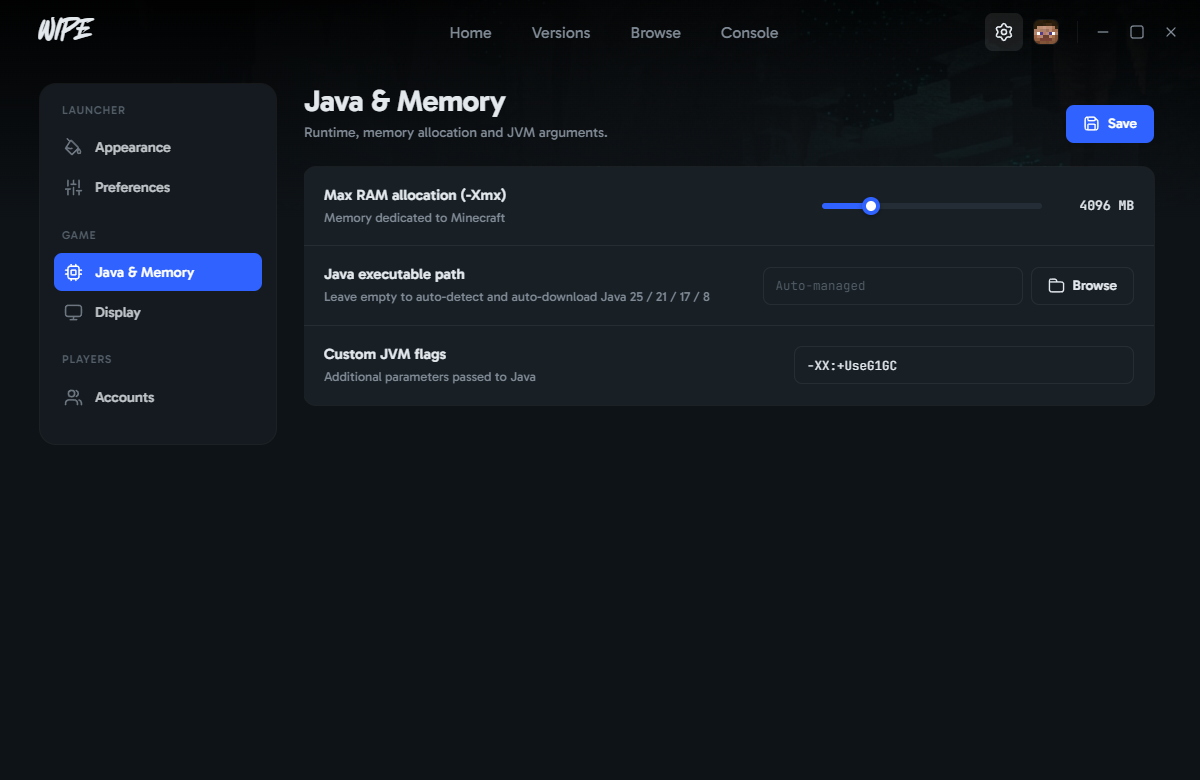 WIPE
Home Versions Browse Console
LAUNCHER
Appearance
Preferences
GAME
Java & Memory
Display
PLAYERS
Accounts
Java & Memory
Runtime, memory allocation and JVM arguments.
Save
Max RAM allocation (-Xmx)
Memory dedicated to Minecraft
4096 MB
Java executable path
Leave empty to auto-detect and auto-download Java 25 / 21 / 17 / 8
Auto-managed
Browse
Custom JVM flags
Additional parameters passed to Java
-XX:+UseG1GC